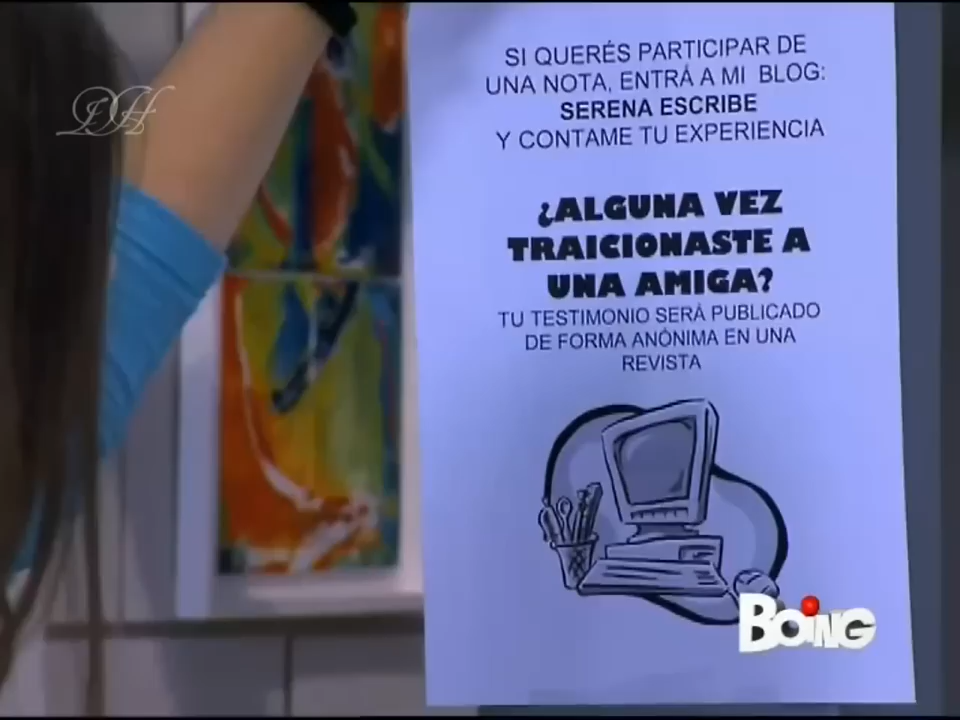 SI QUERÉS PARTICIPAR DE
UNA NOTA, ENTRÁ A MI BLOG:
SERENA ESCRIBE
Y CONTAME TU EXPERIENCIA
¿ALGUNA VEZ
TRAICIONASTE A
UNA AMIGA?
TU TESTIMONIO SERÁ PUBLICADO
DE FORMA ANÓNIMA EN UNA
REVISTA
DH
BOING